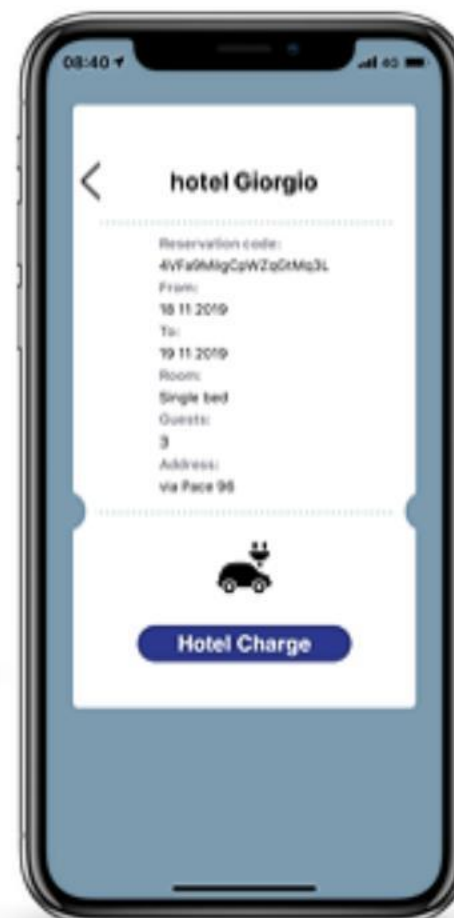 08:40
4G
hotel Giorgio
Reservation code:
From:
18 11 2019
To:
19 11 2019
Room:
Single bed
Guests:
3
Address:
via Pace 96
Hotel Charge